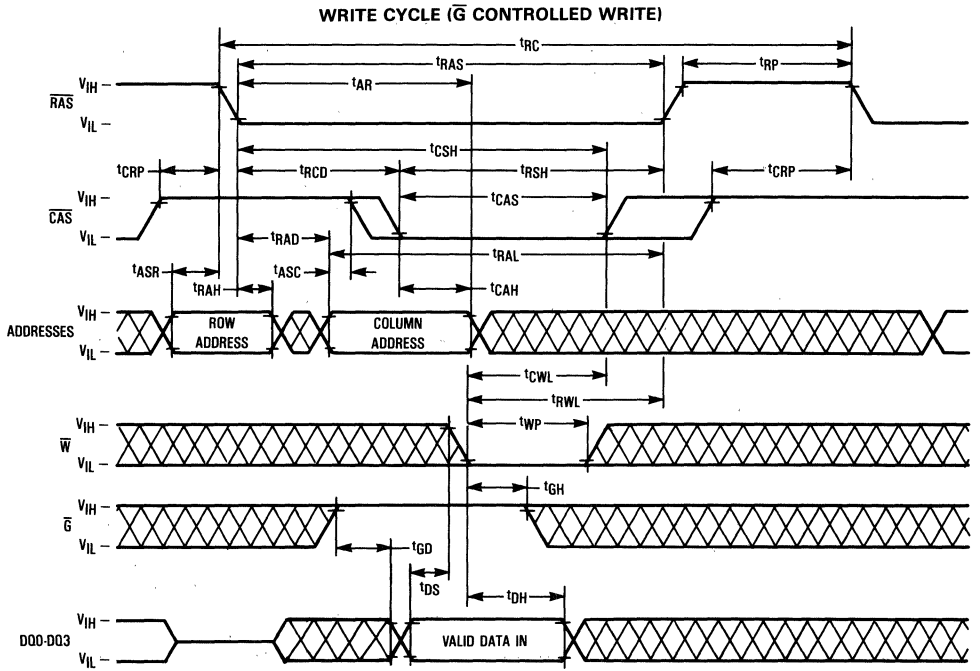 WRITE CYCLE (G̅ CONTROLLED WRITE)
tRC
tRAS
tRP
tAR
VIH
R̅A̅S̅
VIL
tCSH
tCRP
tRCD
tRSH
tCRP
VIH
tCAS
C̅A̅S̅
VIL
tRAD
tRAL
tASR
tASC
tRAH
tCAH
VIH
ADDRESSES
ROW ADDRESS
COLUMN ADDRESS
VIL
tCWL
tRWL
VIH
tWP
W̅
VIL
tGH
VIH
G̅
VIL
tGD
tDS
tDH
VIH
DQ0-DQ3
VALID DATA IN
VIL